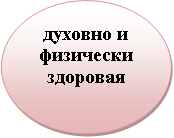 духовно и
физически
здоровая